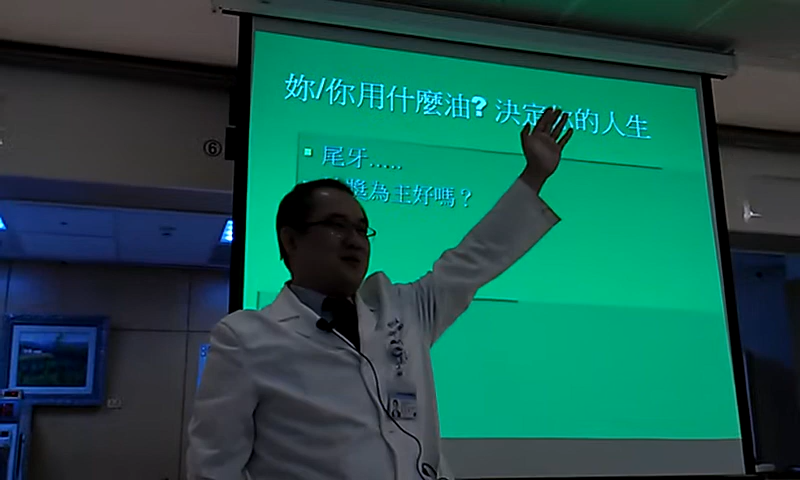 妳/你用什麼油? 決定 的人生
尾牙.....
獎為主好嗎？
⑥